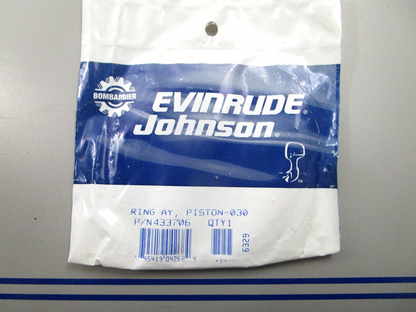 BOMBARDIER
EVINRUDE
Johnson
RING AY, PISTON-030
P/N433706 QTY1
6329